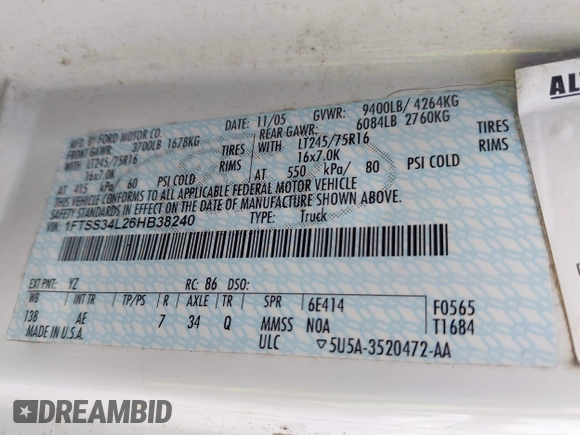 MFG. BY FORD MOTOR CO.
DATE: 11/05 GVWR: 9400LB/ 4264KG
FRONT GAWR: 3700LB 1678KG REAR GAWR: 6084LB 2760KG
WITH LT245/75R16 TIRES WITH LT245/75R16 TIRES
16x7.0K RIMS 16x7.0K RIMS
AT 415 kPa/ 60 PSI COLD AT 550 kPa/ 80 PSI COLD
THIS VEHICLE CONFORMS TO ALL APPLICABLE FEDERAL MOTOR VEHICLE
SAFETY STANDARDS IN EFFECT ON THE DATE OF MANUFACTURE SHOWN ABOVE.
VIN: 1FTSS34L26HB38240 TYPE: Truck
EXT PNT: YZ RC: 86 DSO:
WB INT TR TP/PS R AXLE TR SPR 6E414 F0565
138 AE 7 34 Q MMSS NOA T1684
MADE IN U.S.A. ULC ▽5U5A-3520472-AA
DREAMBID